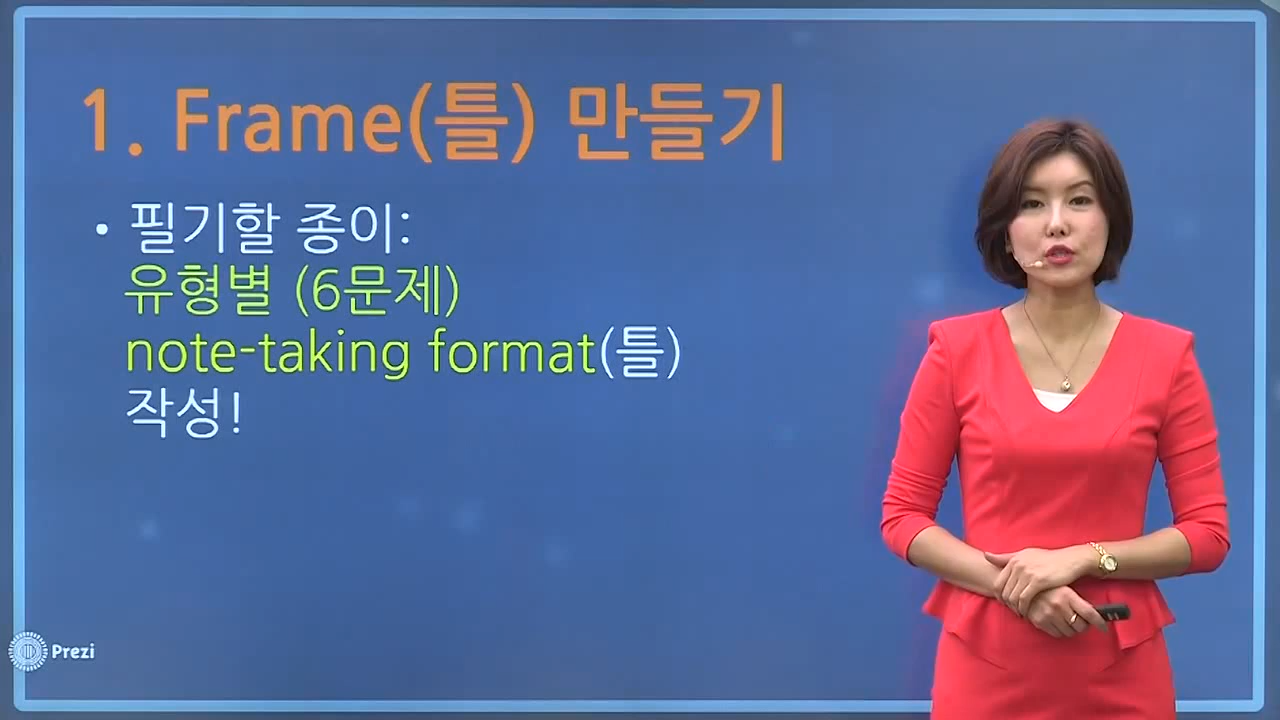 1. Frame(틀) 만들기
• 필기할 종이:
유형별 (6문제)
note-taking format(틀)
작성!
Prezi